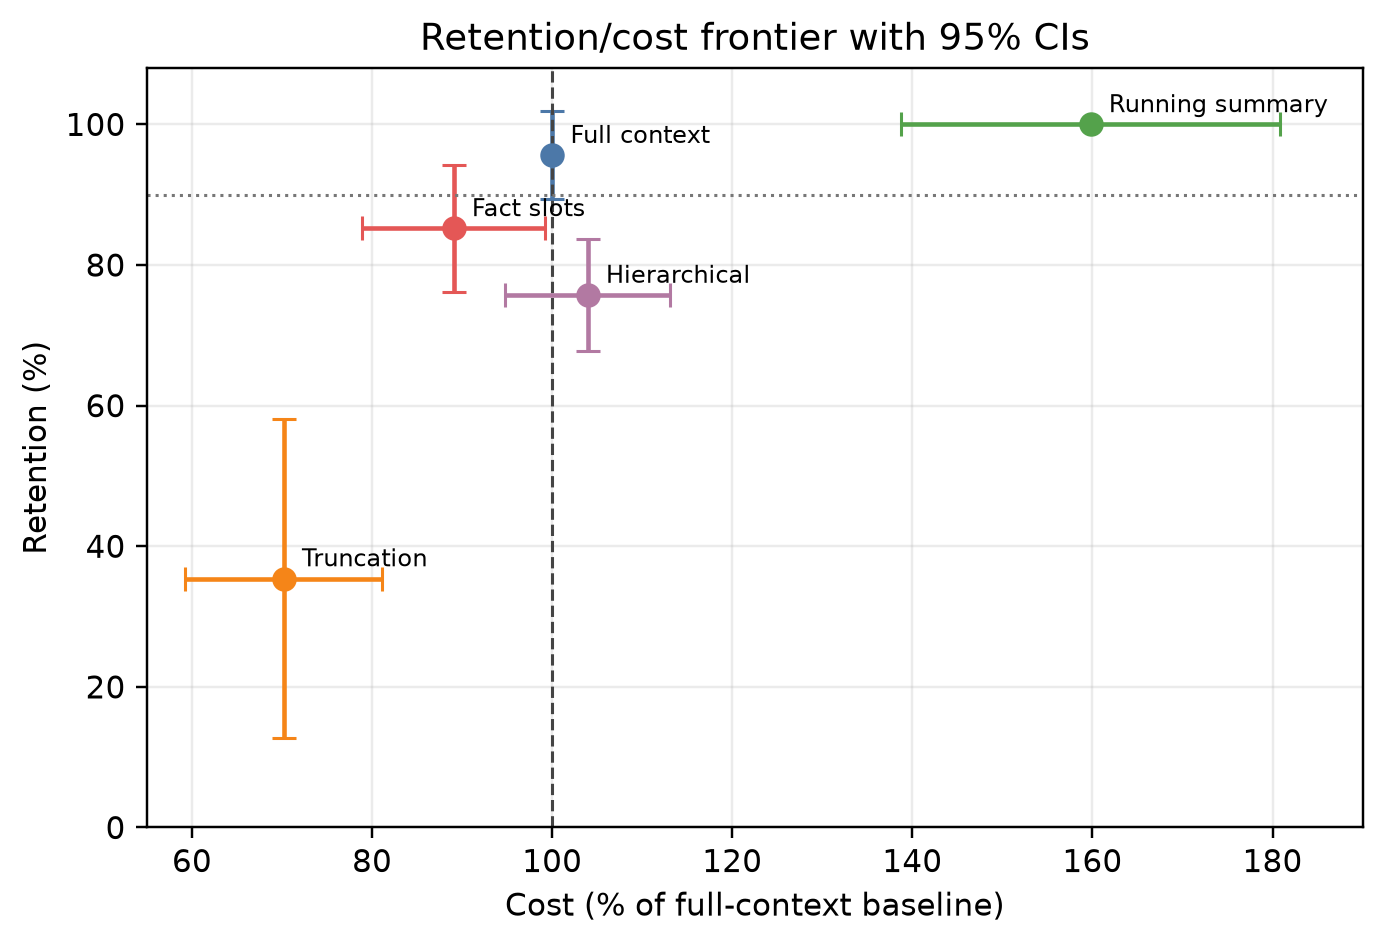 Retention/cost frontier with 95% CIs
Running summary
Full context
Fact slots
Hierarchical
Truncation
Retention (%)
100
80
60
40
20
0
60 80 100 120 140 160 180
Cost (% of full-context baseline)